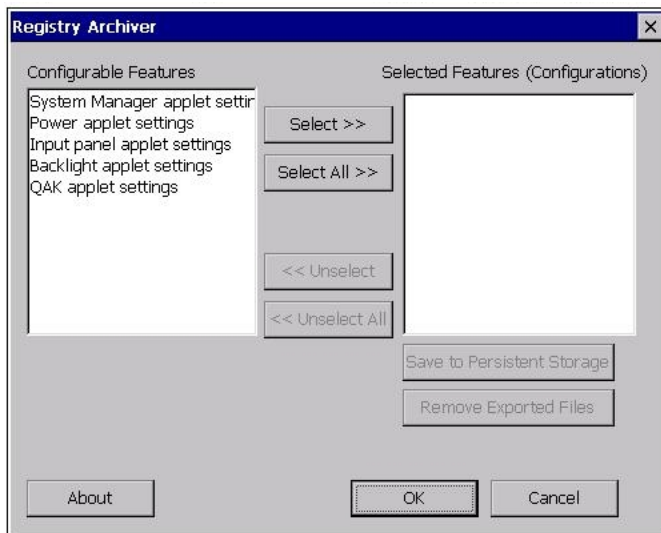 Registry Archiver
Configurable Features
Selected Features (Configurations)
System Manager applet settir
Power applet settings
Input panel applet settings
Backlight applet settings
QAK applet settings
Select >>
Select All >>
<< Unselect
<< Unselect All
Save to Persistent Storage
Remove Exported Files
About
OK
Cancel